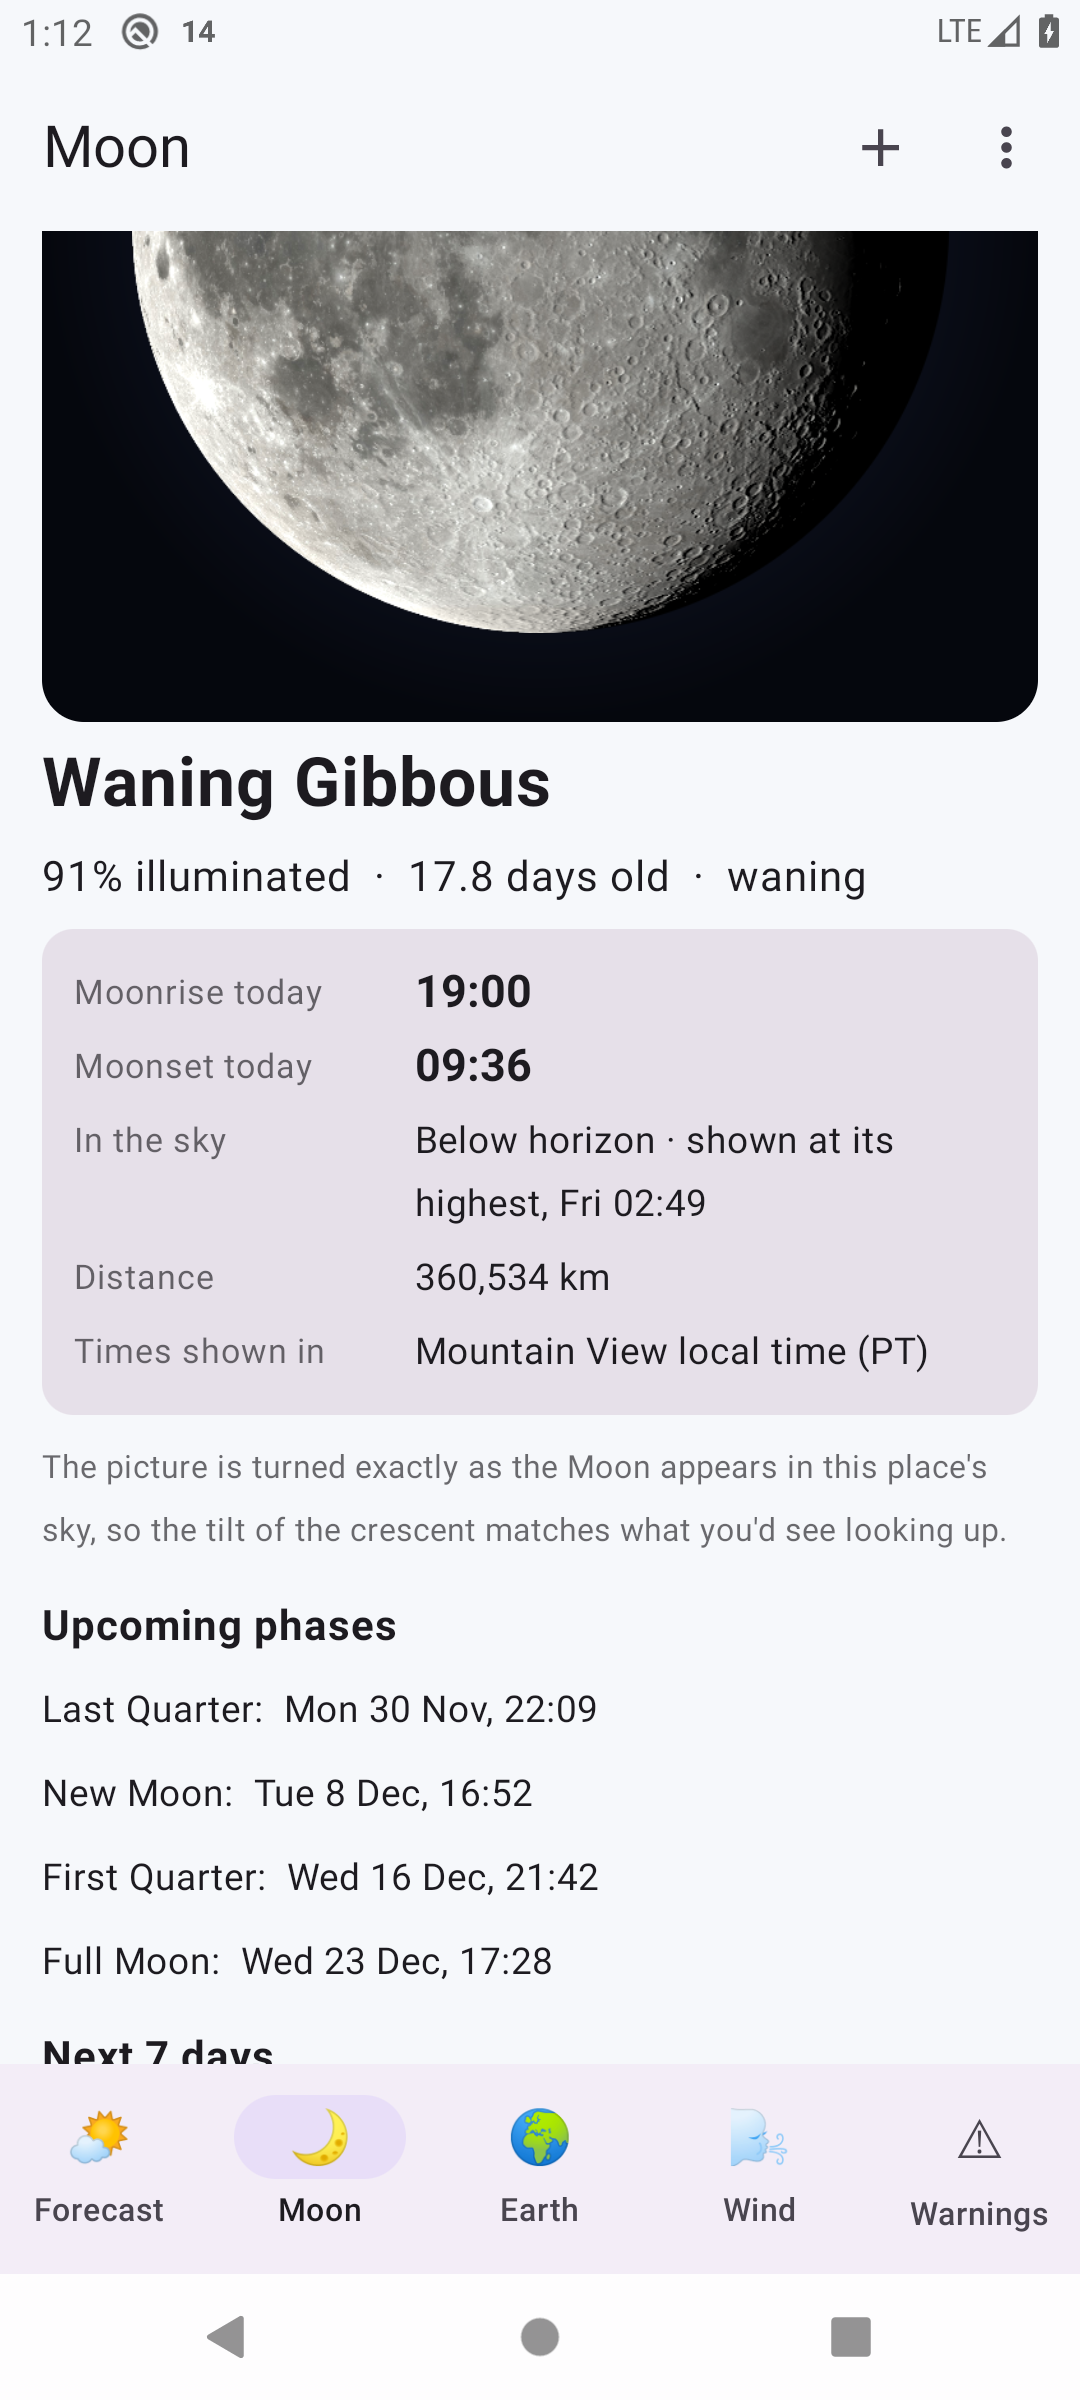 1:12 14 LTE
Moon
Waning Gibbous
91% illuminated · 17.8 days old · waning
Moonrise today 19:00
Moonset today 09:36
In the sky Below horizon · shown at its
highest, Fri 02:49
Distance 360,534 km
Times shown in Mountain View local time (PT)
The picture is turned exactly as the Moon appears in this place's
sky, so the tilt of the crescent matches what you'd see looking up.
Upcoming phases
Last Quarter: Mon 30 Nov, 22:09
New Moon: Tue 8 Dec, 16:52
First Quarter: Wed 16 Dec, 21:42
Full Moon: Wed 23 Dec, 17:28
Next 7 days
Forecast Moon Earth Wind Warnings